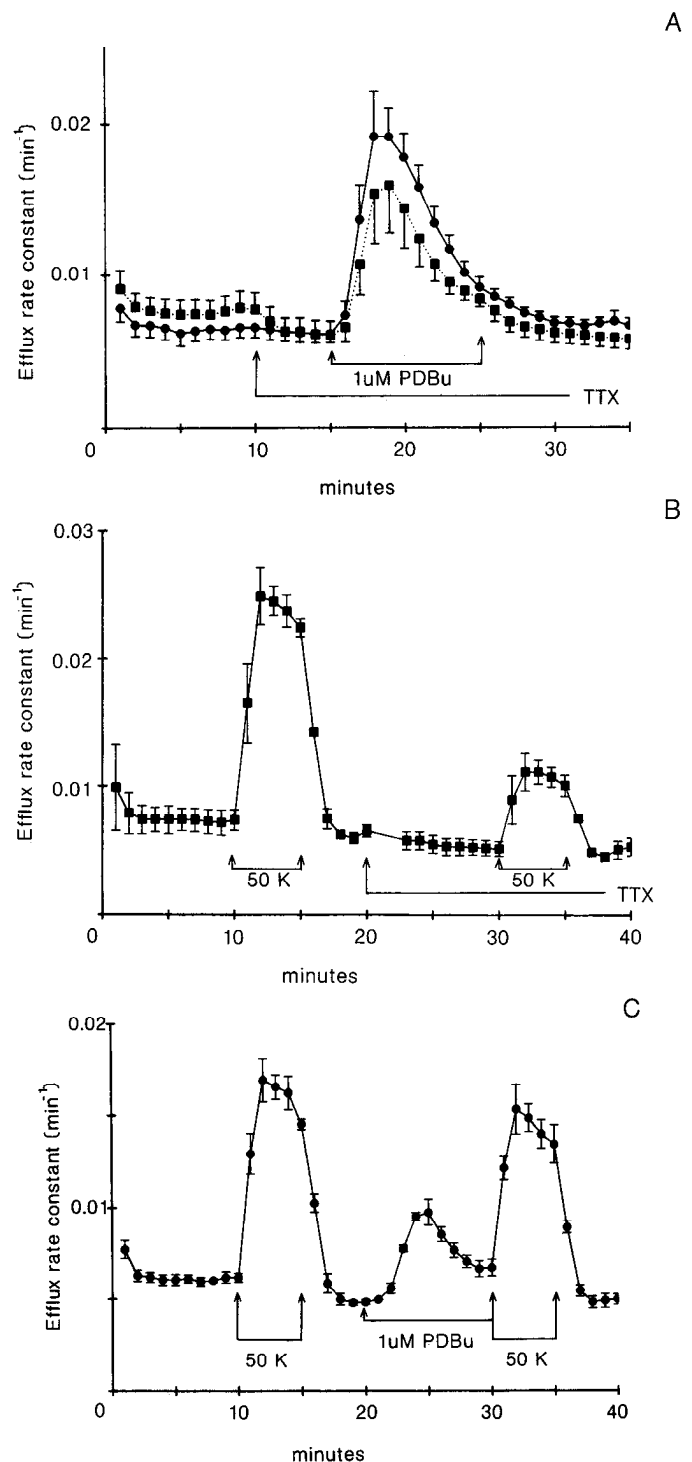 A
Efflux rate constant (min⁻¹)
0.02
0.01
1uM PDBu
TTX
0 10 20 30
minutes
B
Efflux rate constant (min⁻¹)
0.03
0.02
0.01
50 K
50 K
TTX
0 10 20 30 40
minutes
C
Efflux rate constant (min⁻¹)
0.02
0.01
1uM PDBu
50 K
50 K
0 10 20 30 40
minutes